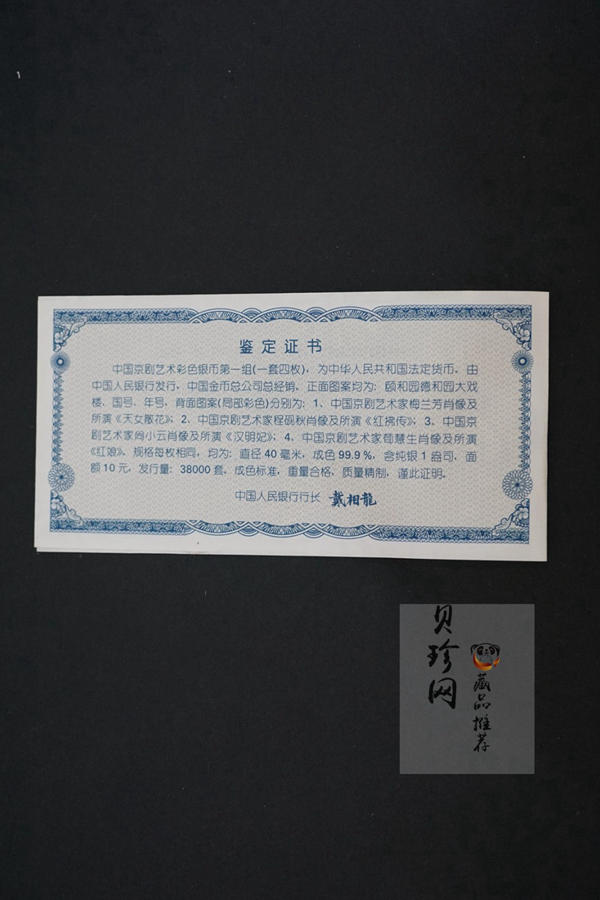 鉴定证书
中国京剧艺术彩色银币第一组(一套四枚)，为中华人民共和国法定货币，由
中国人民银行发行，中国金币总公司总经销，正面图案均为：颐和园德和园大戏
楼、国号、年号，背面图案(局部彩色)分别为：1、中国京剧艺术家梅兰芳肖像及
所演《天女散花》；2、中国京剧艺术家程砚秋肖像及所演《红拂传》；3、中国京
剧艺术家尚小云肖像及所演《汉明妃》；4、中国京剧艺术家荀慧生肖像及所演
《红娘》。规格每枚相同，均为：直径40毫米，成色99.9%，含纯银1盎司，面
额10元，发行量：38000套，成色标准，重量合格，质量精制，谨此证明。
中国人民银行行长 戴相龍
贝珍网
藏品推荐